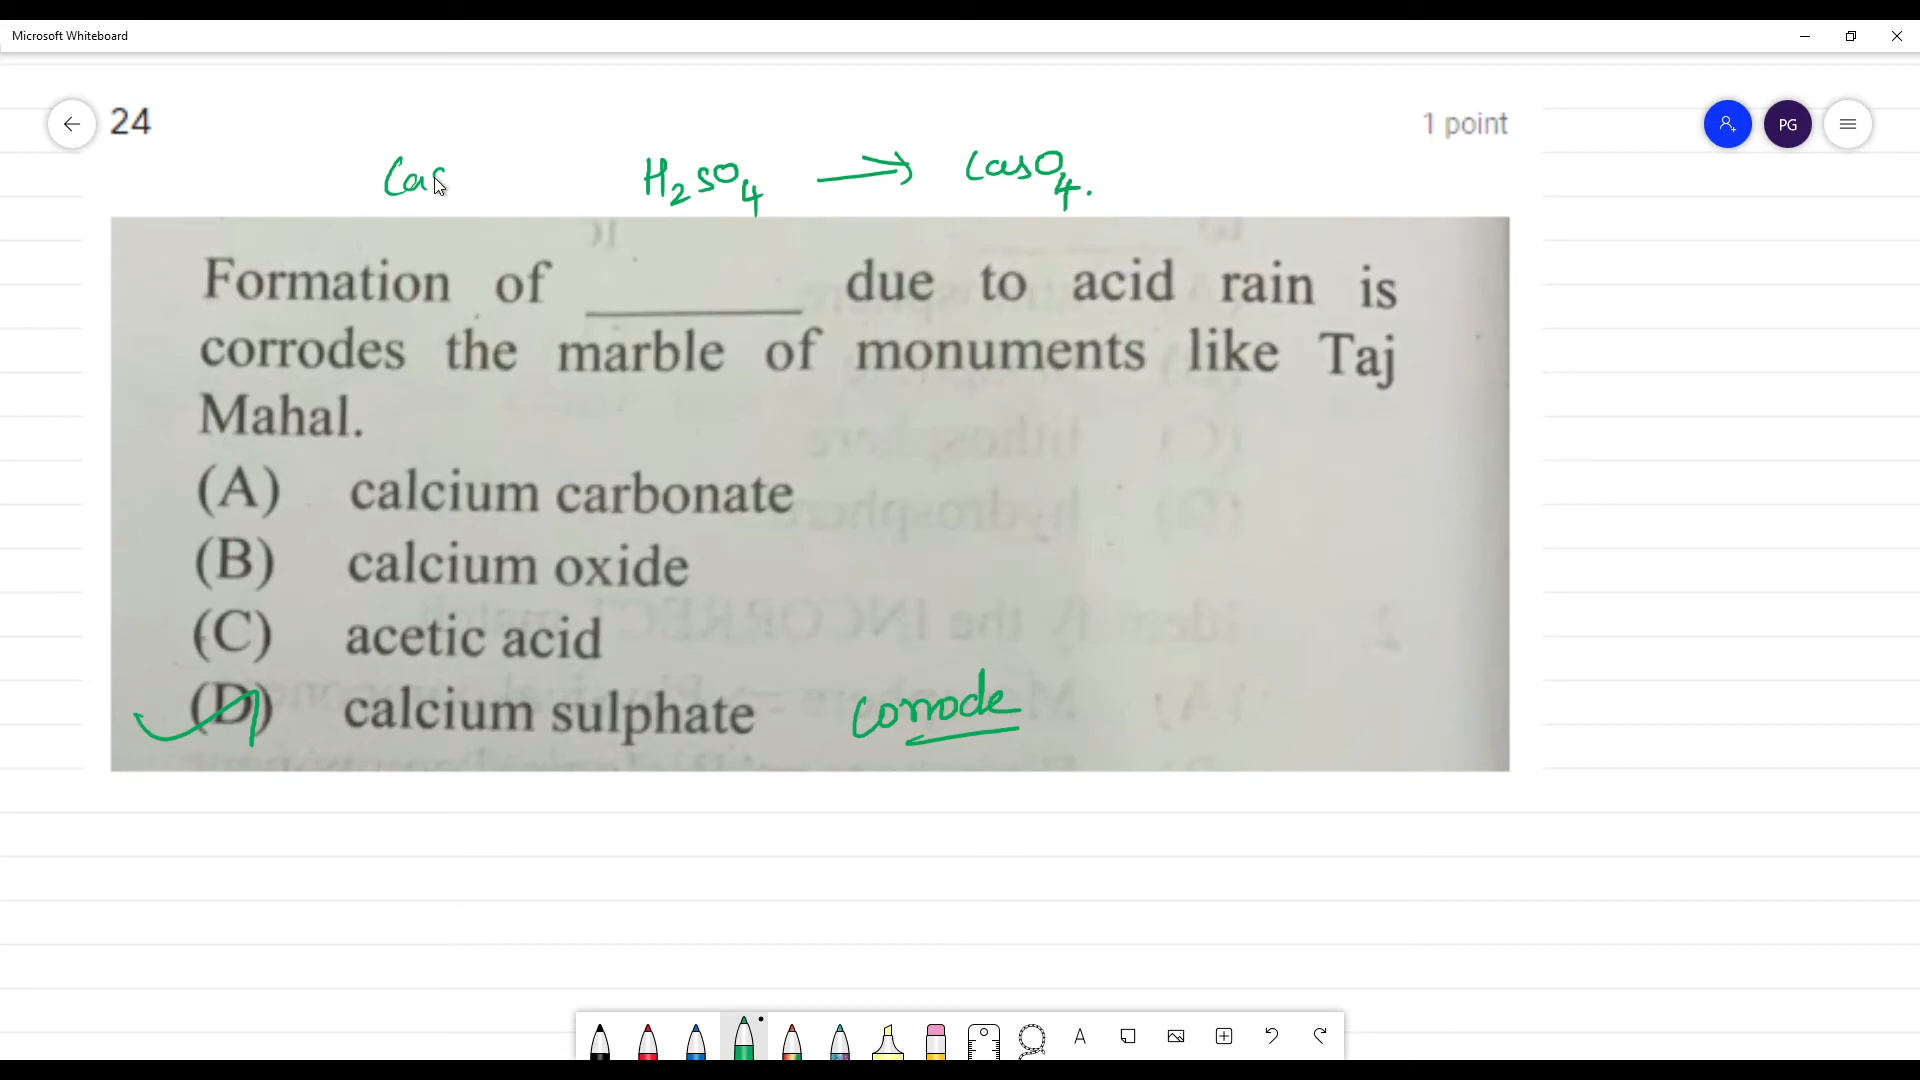 Microsoft Whiteboard
24
1 point
PG
Cas H₂SO₄ → CaSO₄.
Formation of __________ due to acid rain is
corrodes the marble of monuments like Taj
Mahal.
(A) calcium carbonate
(B) calcium oxide
(C) acetic acid
(D) calcium sulphate corrode
A